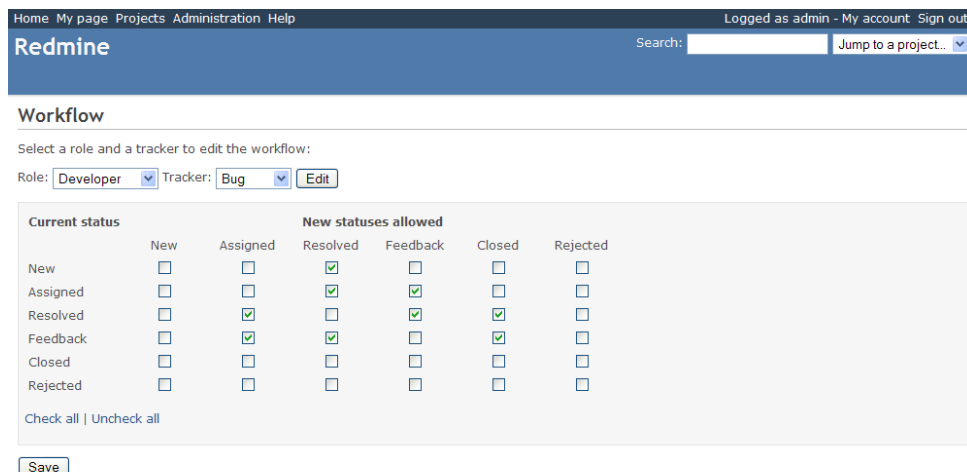 Home My page Projects Administration Help Logged as admin - My account Sign out
Redmine Search: Jump to a project...
Workflow
Select a role and a tracker to edit the workflow:
Role: Developer Tracker: Bug Edit
Current status New statuses allowed
New Assigned Resolved Feedback Closed Rejected
New
Assigned
Resolved
Feedback
Closed
Rejected
Check all | Uncheck all
Save